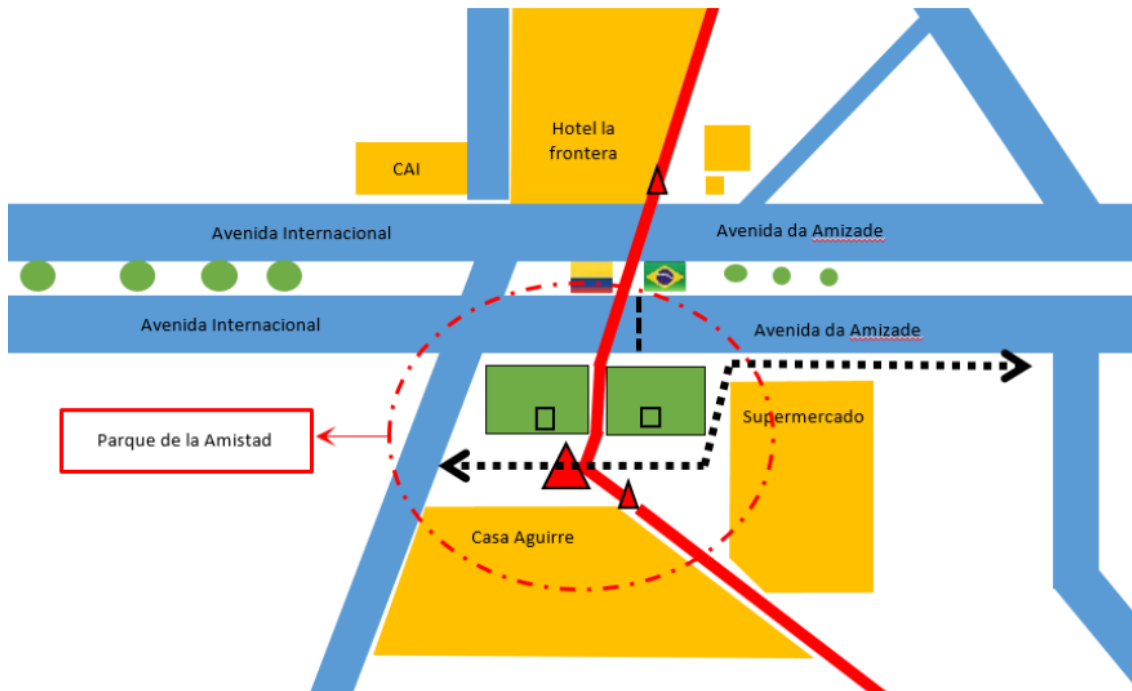 Hotel la
frontera
CAI
Avenida Internacional
Avenida da Amizade
Avenida Internacional
Avenida da Amizade
Supermercado
Parque de la Amistad
Casa Aguirre